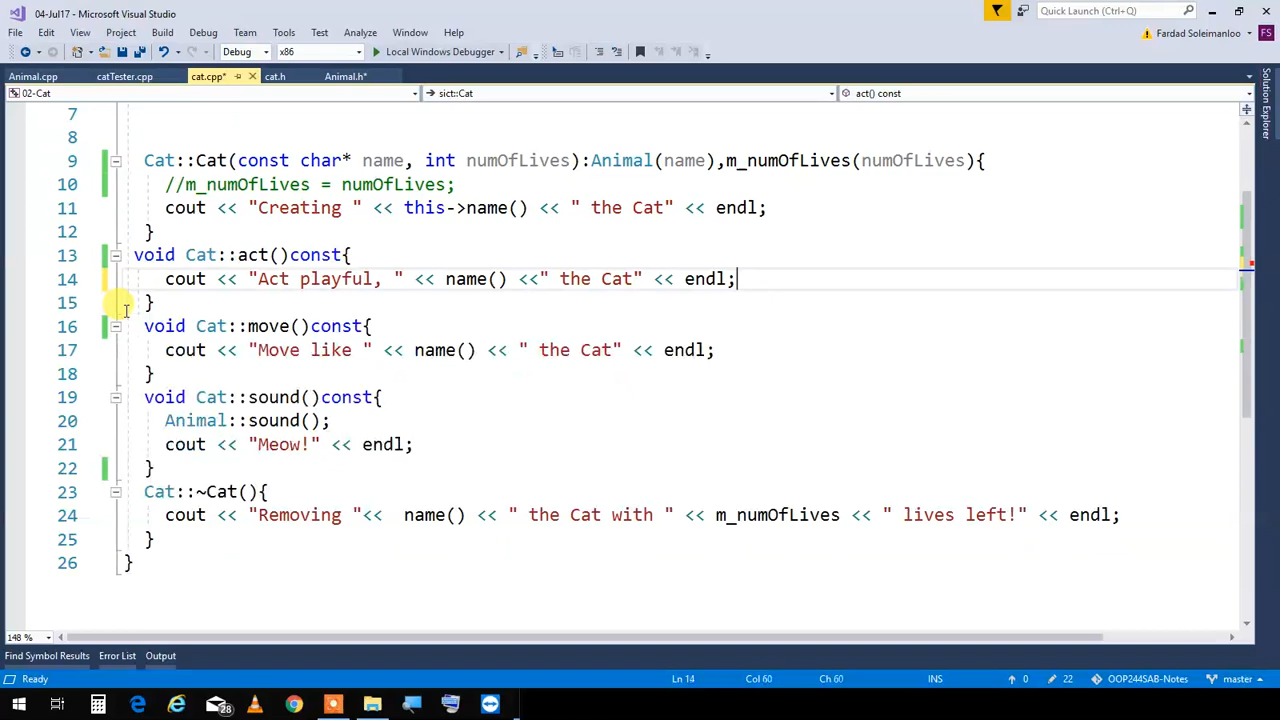 04-Jul17 - Microsoft Visual Studio
Quick Launch (Ctrl+Q)
File Edit View Project Build Debug Team Tools Test Analyze Window Help
Fardad Soleimanloo
FS
Debug x86 Local Windows Debugger
Animal.cpp catTester.cpp cat.cpp* cat.h Animal.h*
Solution Explorer
02-Cat sict::Cat act() const
7
8
9 Cat::Cat(const char* name, int numOfLives):Animal(name),m_numOfLives(numOfLives){
10 //m_numOfLives = numOfLives;
11 cout << "Creating " << this->name() << " the Cat" << endl;
12 }
13 void Cat::act()const{
14 cout << "Act playful, " << name() <<" the Cat" << endl;
15 }
16 void Cat::move()const{
17 cout << "Move like " << name() << " the Cat" << endl;
18 }
19 void Cat::sound()const{
20 Animal::sound();
21 cout << "Meow!" << endl;
22 }
23 Cat::~Cat(){
24 cout << "Removing "<<  name() << " the Cat with " << m_numOfLives << " lives left!" << endl;
25 }
26 }
148 %
Find Symbol Results Error List Output
Ready Ln 14 Col 60 Ch 60 INS 0 22 OOP244SAB-Notes master
28